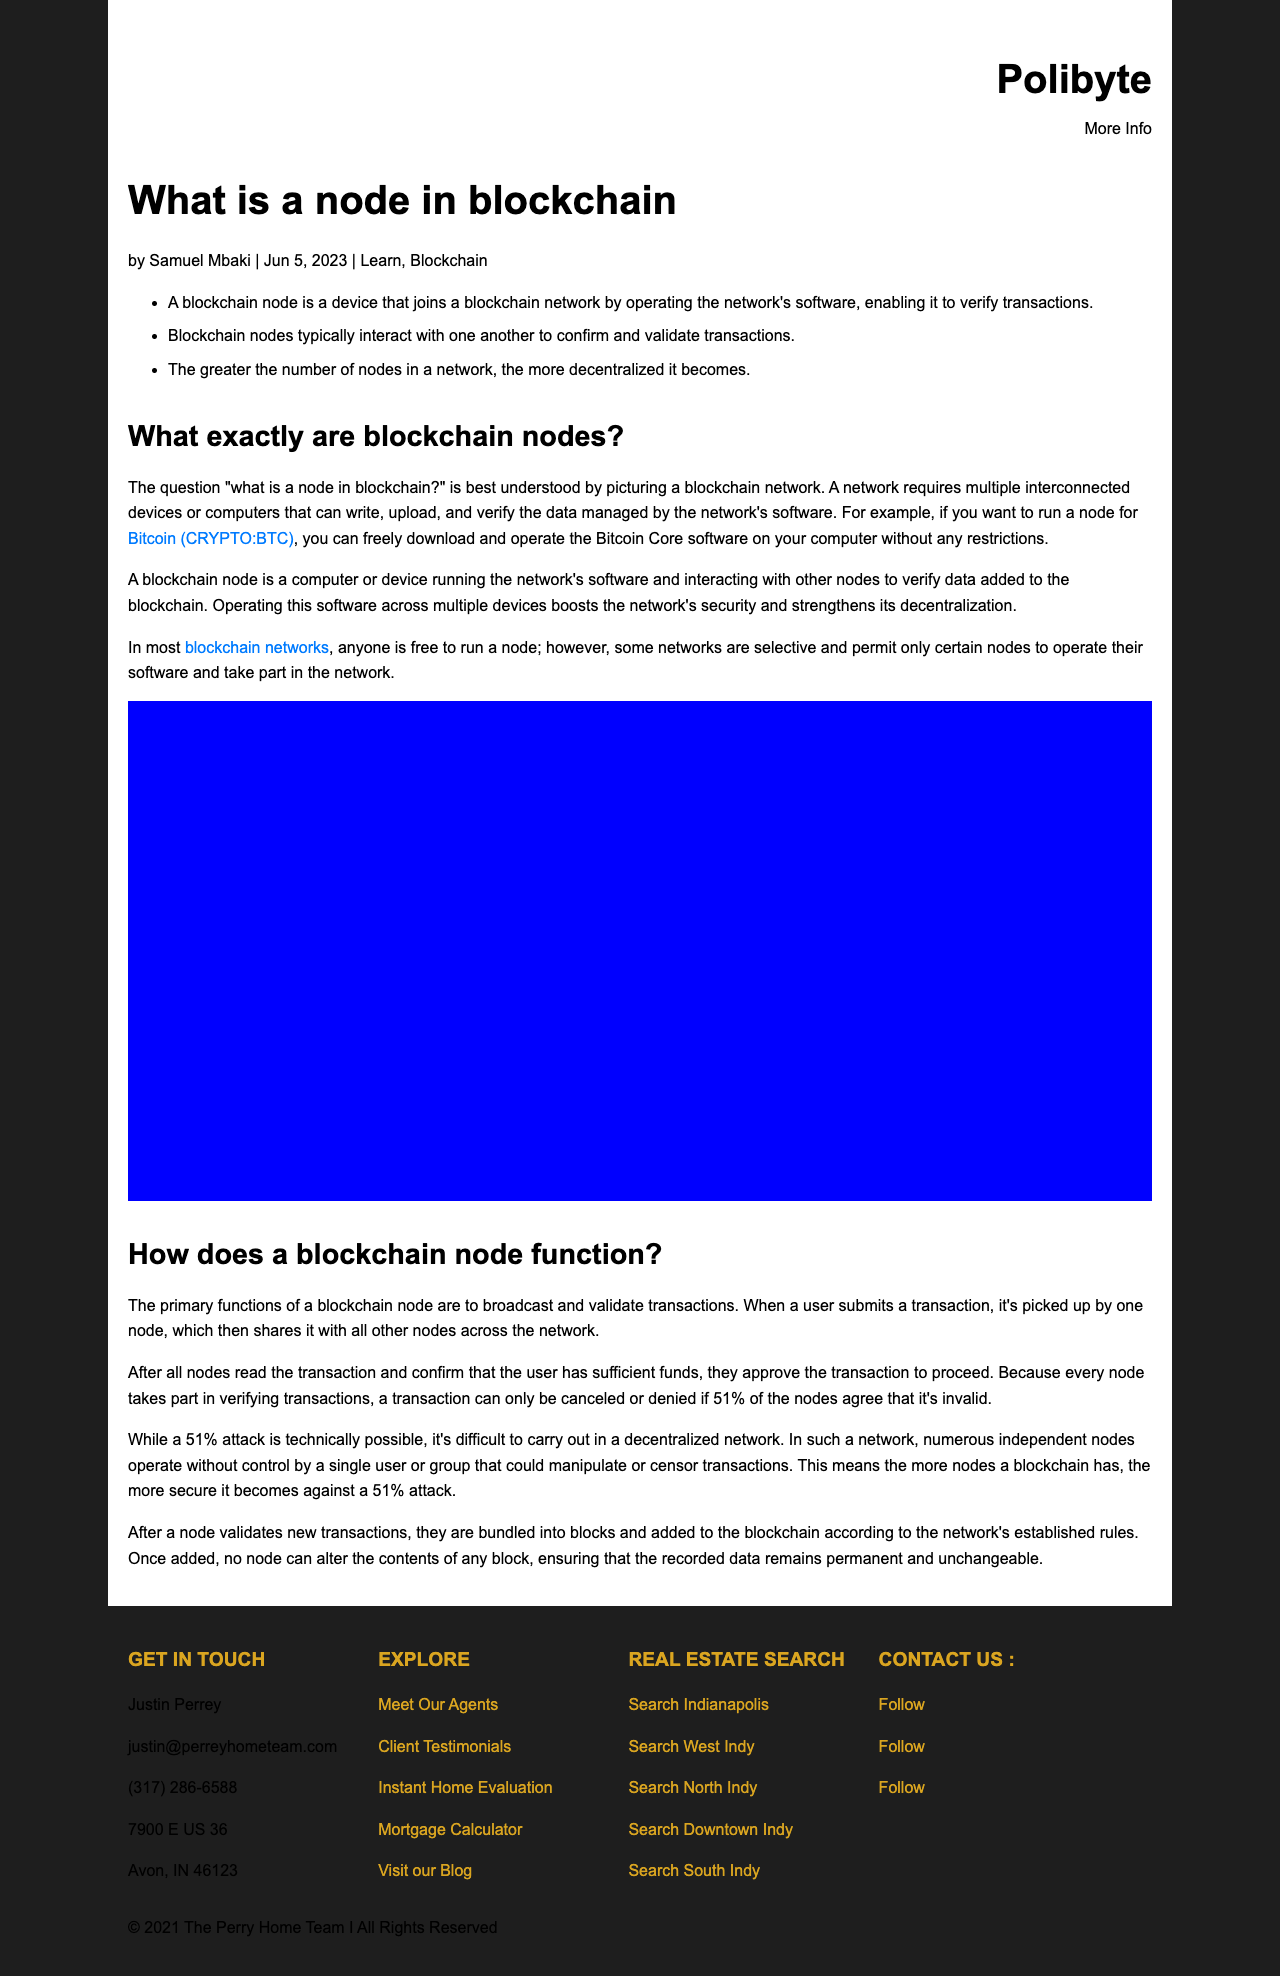 Polibyte
More Info
What is a node in blockchain
by Samuel Mbaki | Jun 5, 2023 | Learn, Blockchain
• A blockchain node is a device that joins a blockchain network by operating the network's software, enabling it to verify transactions.
• Blockchain nodes typically interact with one another to confirm and validate transactions.
• The greater the number of nodes in a network, the more decentralized it becomes.
What exactly are blockchain nodes?
The question "what is a node in blockchain?" is best understood by picturing a blockchain network. A network requires multiple interconnected
devices or computers that can write, upload, and verify the data managed by the network's software. For example, if you want to run a node for
Bitcoin (CRYPTO:BTC), you can freely download and operate the Bitcoin Core software on your computer without any restrictions.
A blockchain node is a computer or device running the network's software and interacting with other nodes to verify data added to the
blockchain. Operating this software across multiple devices boosts the network's security and strengthens its decentralization.
In most blockchain networks, anyone is free to run a node; however, some networks are selective and permit only certain nodes to operate their
software and take part in the network.
How does a blockchain node function?
The primary functions of a blockchain node are to broadcast and validate transactions. When a user submits a transaction, it's picked up by one
node, which then shares it with all other nodes across the network.
After all nodes read the transaction and confirm that the user has sufficient funds, they approve the transaction to proceed. Because every node
takes part in verifying transactions, a transaction can only be canceled or denied if 51% of the nodes agree that it's invalid.
While a 51% attack is technically possible, it's difficult to carry out in a decentralized network. In such a network, numerous independent nodes
operate without control by a single user or group that could manipulate or censor transactions. This means the more nodes a blockchain has, the
more secure it becomes against a 51% attack.
After a node validates new transactions, they are bundled into blocks and added to the blockchain according to the network's established rules.
Once added, no node can alter the contents of any block, ensuring that the recorded data remains permanent and unchangeable.
GET IN TOUCH
Justin Perrey
justin@perreyhometeam.com
(317) 286-6588
7900 E US 36
Avon, IN 46123
EXPLORE
Meet Our Agents
Client Testimonials
Instant Home Evaluation
Mortgage Calculator
Visit our Blog
REAL ESTATE SEARCH
Search Indianapolis
Search West Indy
Search North Indy
Search Downtown Indy
Search South Indy
CONTACT US :
Follow
Follow
Follow
© 2021 The Perry Home Team I All Rights Reserved